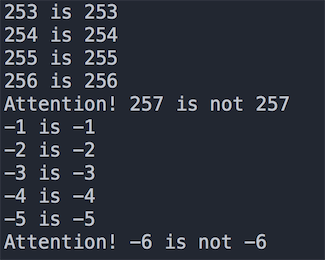 253 is 253
254 is 254
255 is 255
256 is 256
Attention! 257 is not 257
-1 is -1
-2 is -2
-3 is -3
-4 is -4
-5 is -5
Attention! -6 is not -6